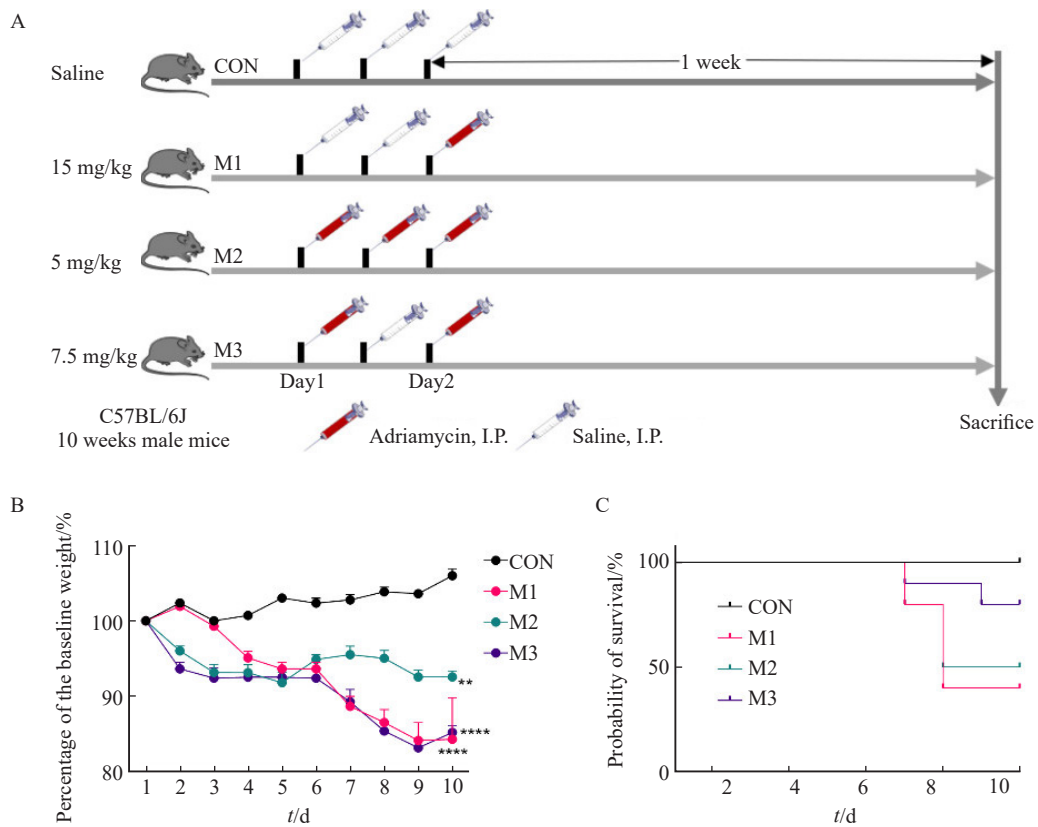 A
Saline
CON
1 week
15 mg/kg
M1
5 mg/kg
M2
7.5 mg/kg
M3
Day1
Day2
C57BL/6J
10 weeks male mice
Adriamycin, I.P.
Saline, I.P.
Sacrifice
B
Percentage of the baseline weight/%
110
100
90
80
1 2 3 4 5 6 7 8 9 10
t/d
CON
M1
M2
M3
**
****
****
C
Probability of survival/%
100
50
0
2 4 6 8 10
t/d
CON
M1
M2
M3